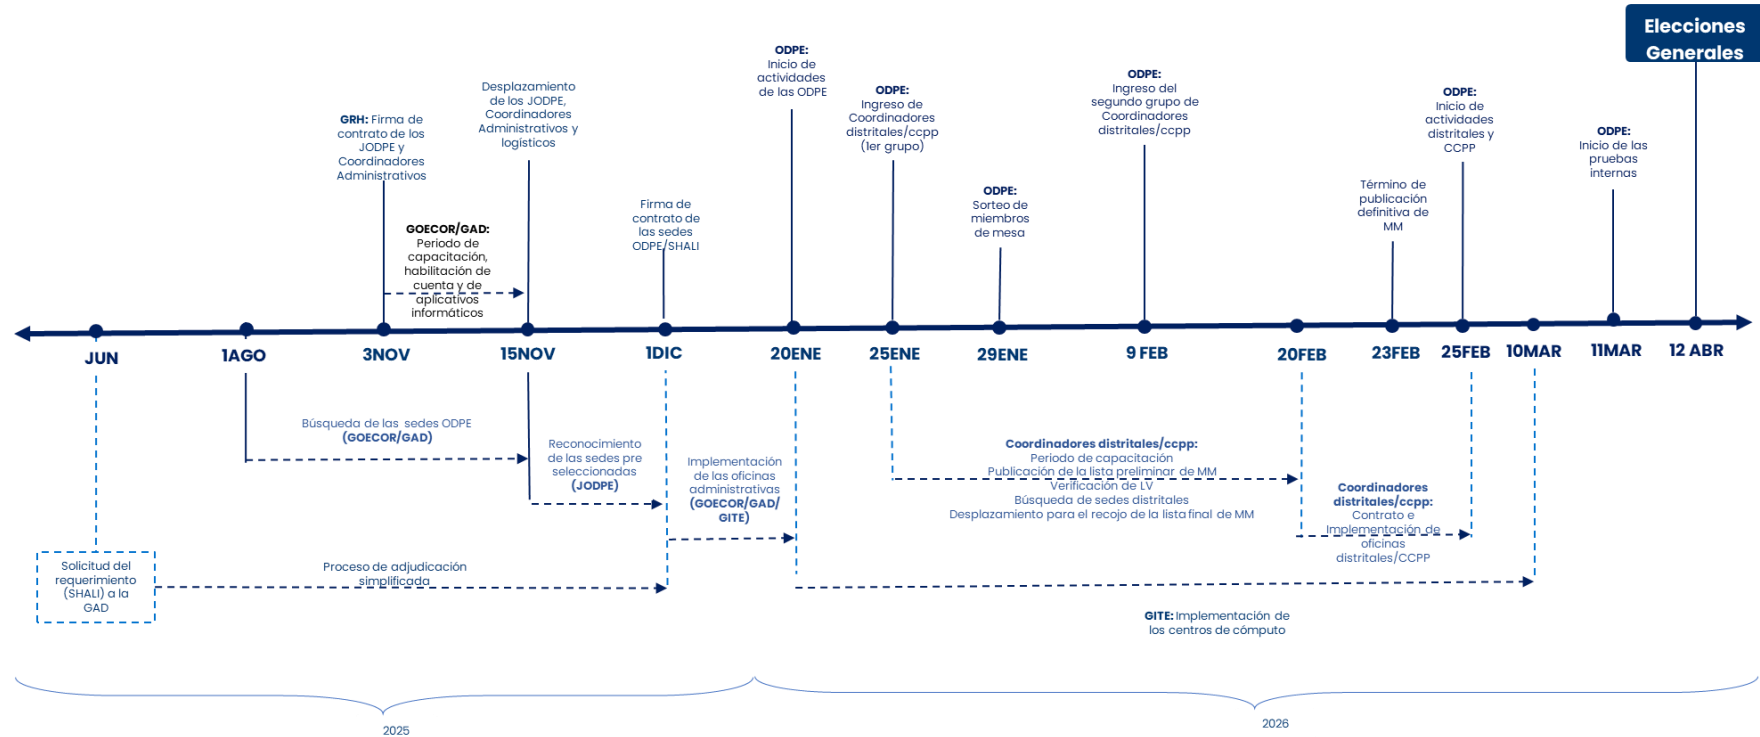 Elecciones
Generales
ODPE:
Inicio de
actividades
de las ODPE
ODPE:
Ingreso del
segundo grupo de
Coordinadores
distritales/ccpp
Desplazamiento
de los JODPE,
Coordinadores
Administrativos y
logísticos
ODPE:
Ingreso de
Coordinadores
distritales/ccpp
(1er grupo)
ODPE:
Inicio de
actividades
distritales y
CCPP
GRH: Firma de
contrato de los
JODPE y
Coordinadores
Administrativos
ODPE:
Inicio de las
pruebas
internas
Término de
publicación
definitiva de
MM
ODPE:
Sorteo de
miembros
de mesa
Firma de
contrato de
las sedes
ODPE/SHALI
GOECOR/GAD:
Periodo de
capacitación,
habilitación de
cuenta y de
aplicativos
informáticos
JUN
1AGO
3NOV
15NOV
1DIC
20ENE
25ENE
29ENE
9 FEB
20FEB
23FEB
25FEB
10MAR
11MAR
12 ABR
Búsqueda de las sedes ODPE
(GOECOR/GAD)
Reconocimiento
de las sedes pre
seleccionadas
(JODPE)
Implementación
de las oficinas
administrativas
(GOECOR/GAD/
GITE)
Coordinadores distritales/ccpp:
Periodo de capacitación
Publicación de la lista preliminar de MM
Verificación de LV
Búsqueda de sedes distritales
Desplazamiento para el recojo de la lista final de MM
Coordinadores
distritales/ccpp:
Contrato e
Implementación de
oficinas
distritales/CCPP
Solicitud del
requerimiento
(SHALI) a la
GAD
Proceso de adjudicación
simplificada
GITE: Implementación de
los centros de cómputo
2025
2026